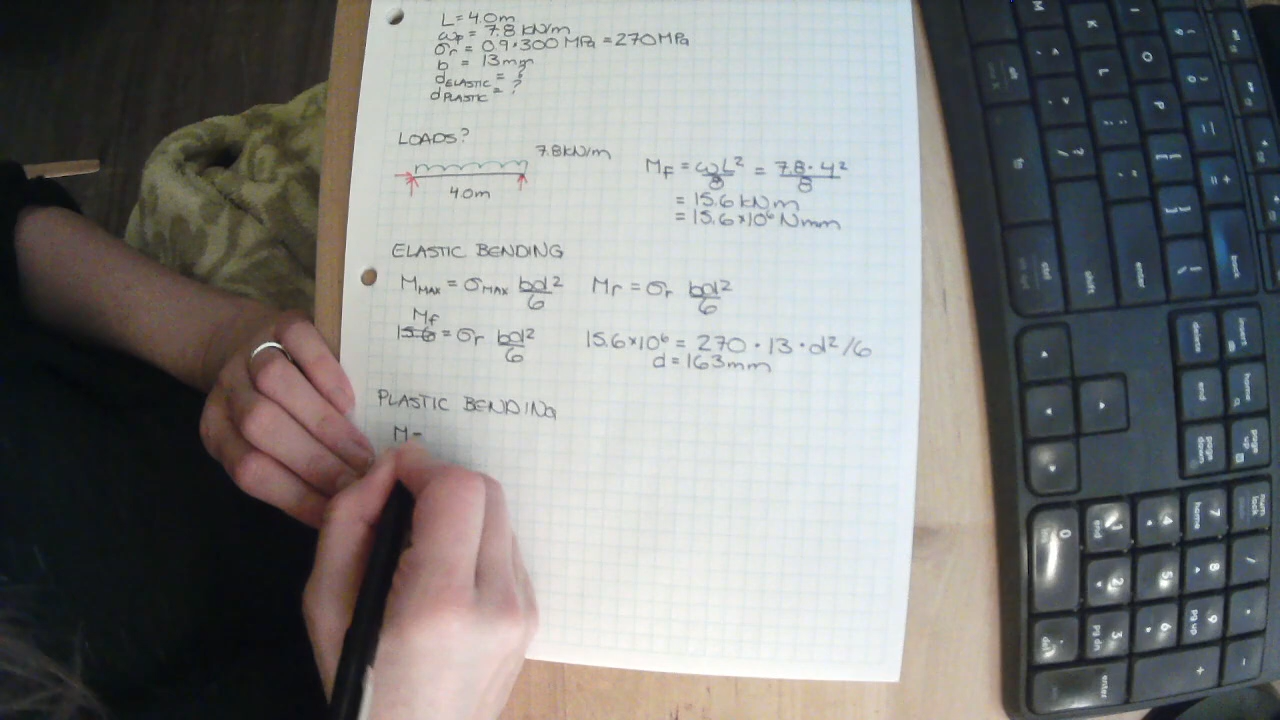 L = 4.0m
ωf = 7.8 kN/m
σr = 0.9·300 MPa = 270 MPa
b = 13mm
dELASTIC = ?
dPLASTIC = ?
LOADS?
7.8kN/m
4.0m
Mf = ωL²/8 = 7.8·4²/8
= 15.6 kNm
= 15.6×10⁶ Nmm
ELASTIC BENDING
MMAX = σMAX bd²/6 Mr = σr bd²/6
Mf
15.6 = σr bd²/6 15.6×10⁶ = 270·13·d²/6
d = 163mm
PLASTIC BENDING
M =